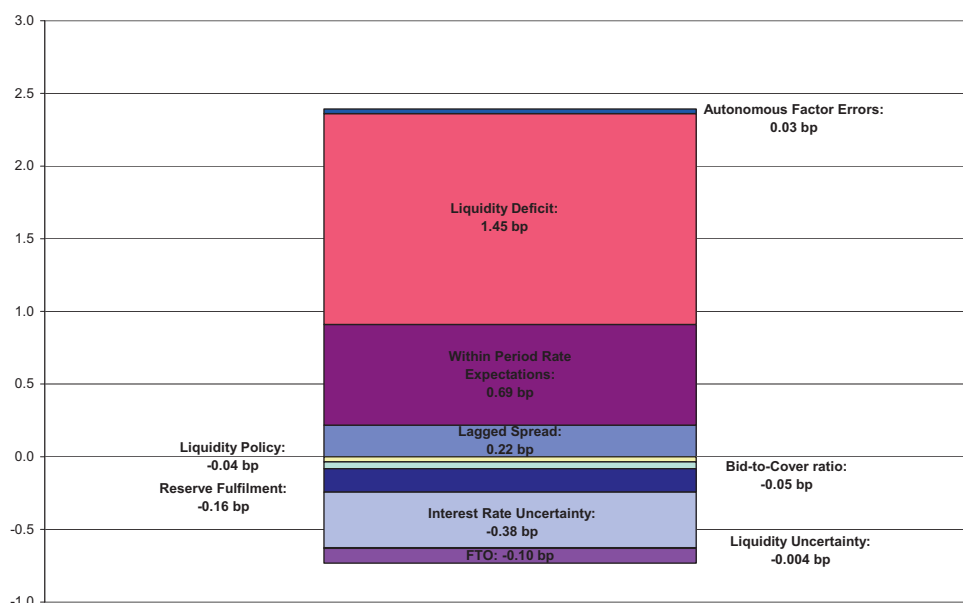 3.0
2.5
2.0
1.5
1.0
0.5
0.0
-0.5
-1.0
Autonomous Factor Errors:
0.03 bp
Liquidity Deficit:
1.45 bp
Within Period Rate
Expectations:
0.69 bp
Lagged Spread:
0.22 bp
Liquidity Policy:
-0.04 bp
Bid-to-Cover ratio:
-0.05 bp
Reserve Fulfilment:
-0.16 bp
Interest Rate Uncertainty:
-0.38 bp
Liquidity Uncertainty:
-0.004 bp
FTO: -0.10 bp